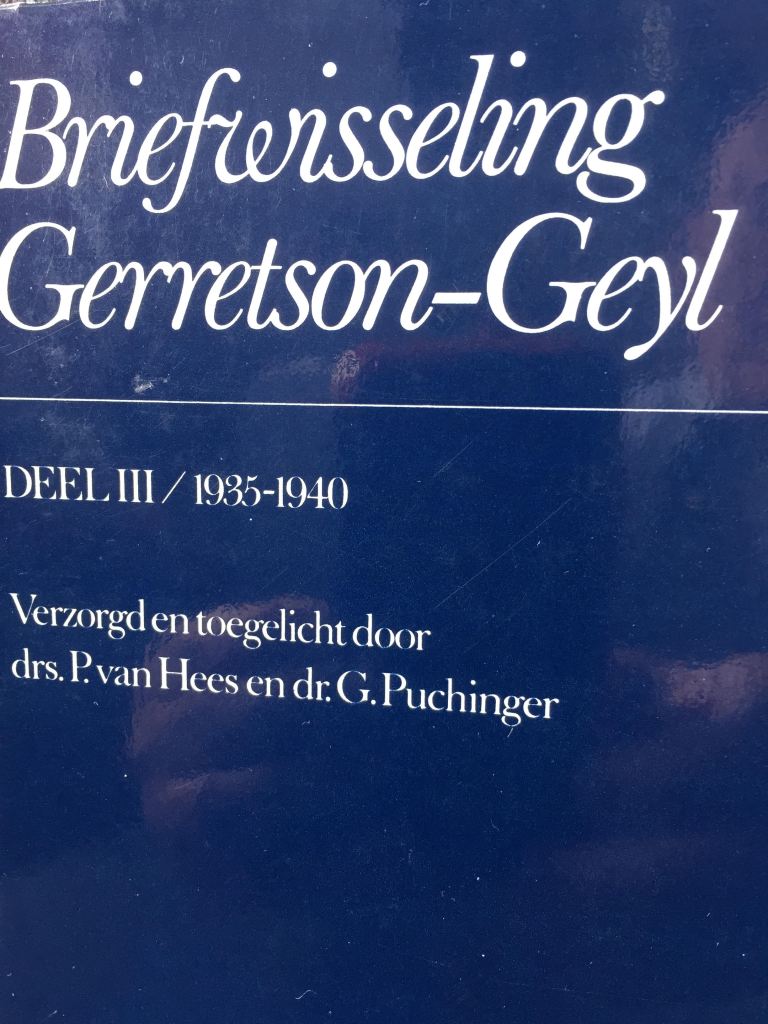 Briefwisseling
Gerretson-Geyl
DEEL III / 1935-1940
Verzorgd en toegelicht door
drs. P. van Hees en dr. G. Puchinger